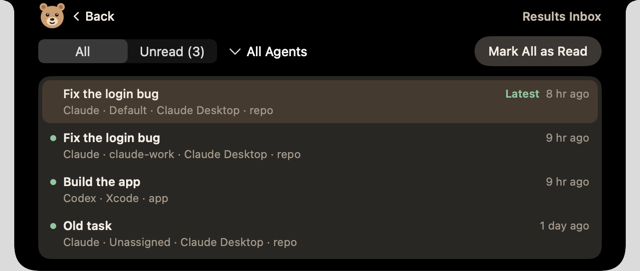 Back
Results Inbox
All
Unread (3)
All Agents
Mark All as Read
Fix the login bug
Latest 8 hr ago
Claude · Default · Claude Desktop · repo
Fix the login bug
9 hr ago
Claude · claude-work · Claude Desktop · repo
Build the app
9 hr ago
Codex · Xcode · app
Old task
1 day ago
Claude · Unassigned · Claude Desktop · repo